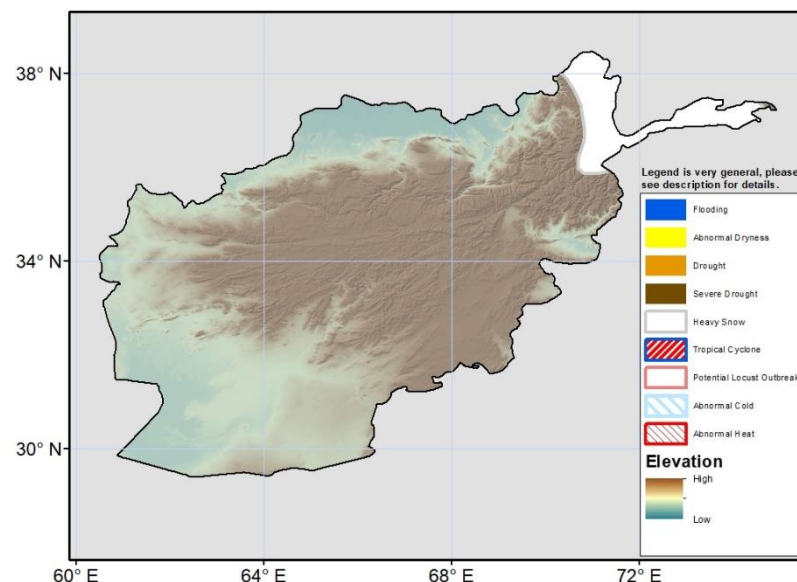 38° N
34° N
30° N
60° E
64° E
68° E
72° E
Legend is very general, please
see description for details.
Flooding
Abnormal Dryness
Drought
Severe Drought
Heavy Snow
Tropical Cyclone
Potential Locust Outbreak
Abnormal Cold
Abnormal Heat
Elevation
High
Low